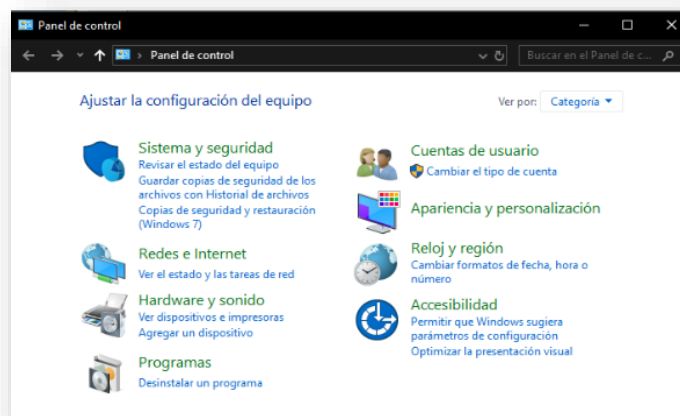 Panel de control
Panel de control
Buscar en el Panel de c...
Ajustar la configuración del equipo
Ver por: Categoría
Sistema y seguridad
Revisar el estado del equipo
Guardar copias de seguridad de los
archivos con Historial de archivos
Copias de seguridad y restauración
(Windows 7)
Redes e Internet
Ver el estado y las tareas de red
Hardware y sonido
Ver dispositivos e impresoras
Agregar un dispositivo
Programas
Desinstalar un programa
Cuentas de usuario
Cambiar el tipo de cuenta
Apariencia y personalización
Reloj y región
Cambiar formatos de fecha, hora o
número
Accesibilidad
Permitir que Windows sugiera
parámetros de configuración
Optimizar la presentación visual